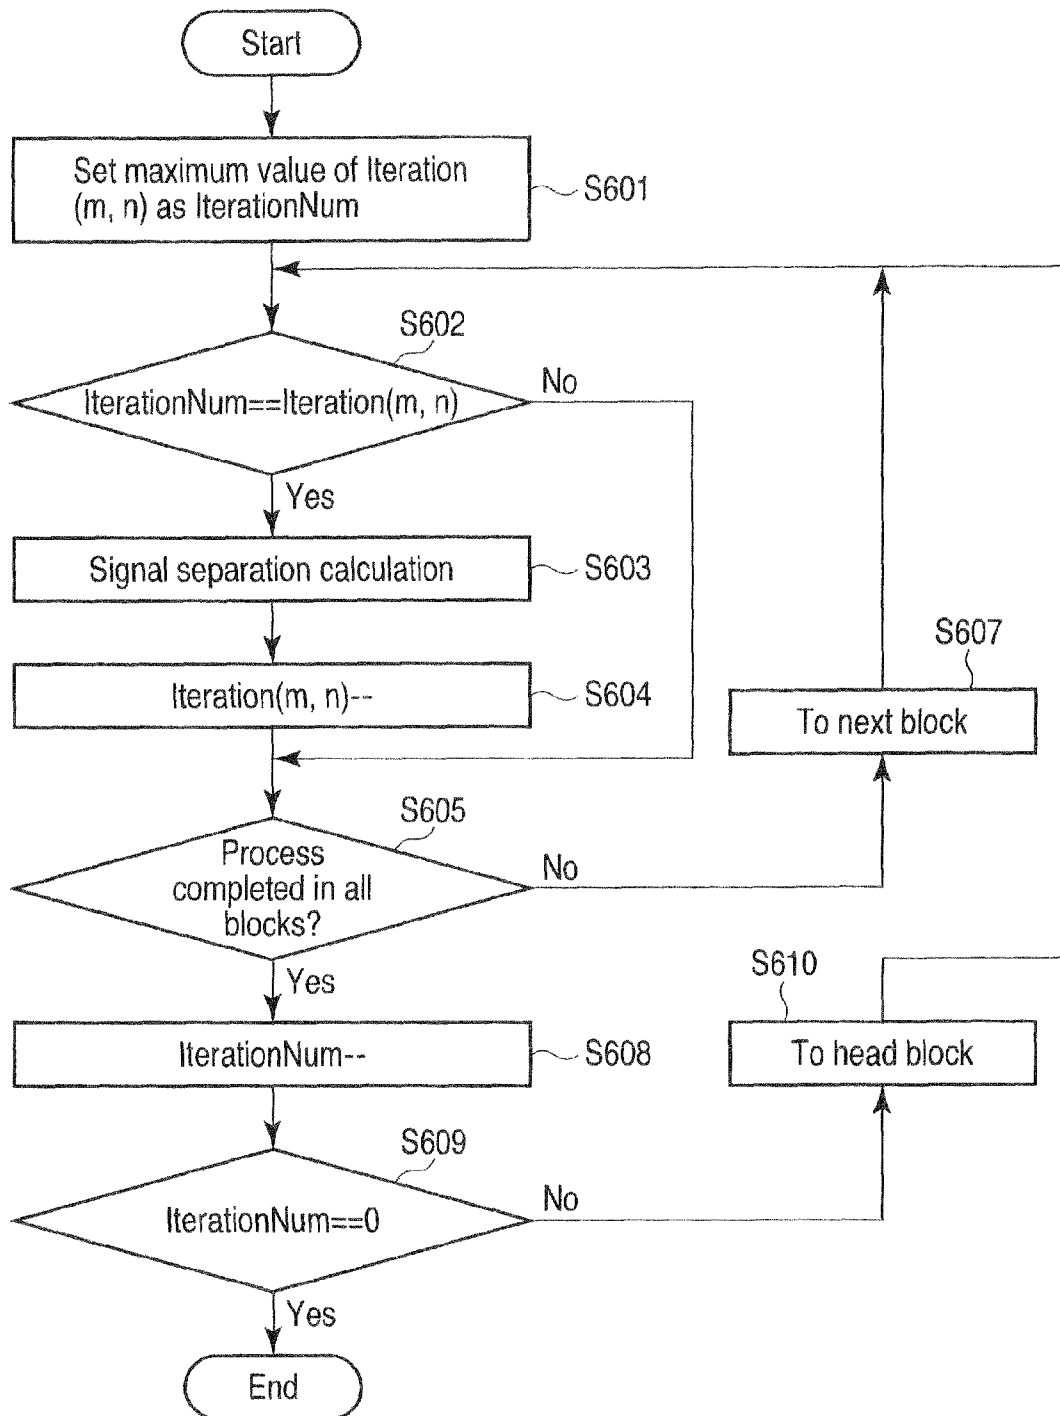 Start
Set maximum value of Iteration
(m, n) as IterationNum
S601
S602
IterationNum==Iteration(m, n)
No
Yes
Signal separation calculation
S603
Iteration(m, n)--
S604
S607
To next block
S605
Process
completed in all
blocks?
No
Yes
S610
To head block
IterationNum--
S608
S609
IterationNum==0
No
Yes
End